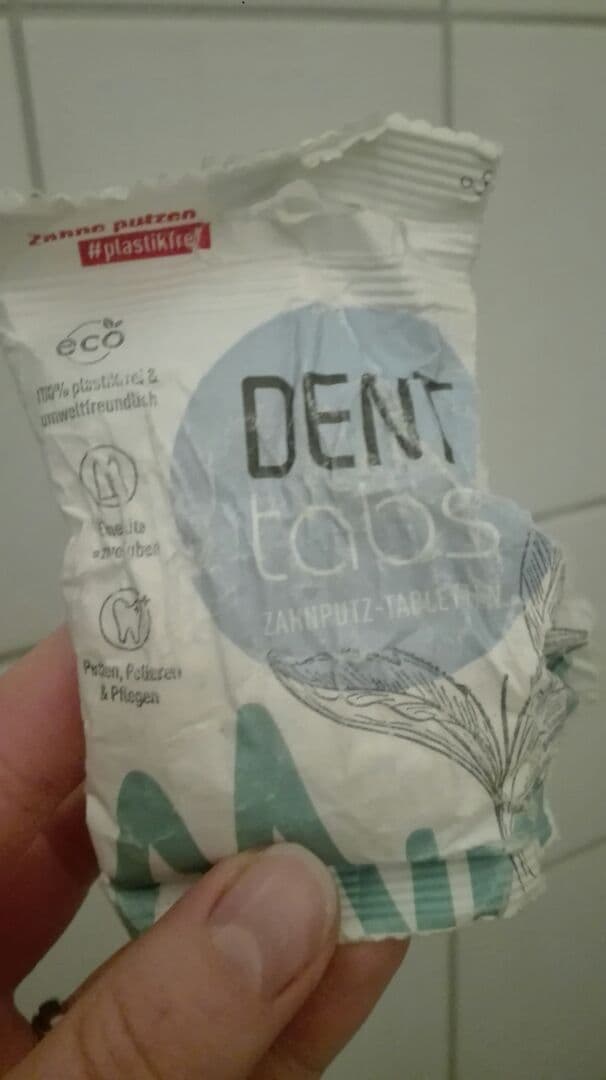 Zähne putzen
#plastikfrei
eco
100% plastikfrei &
umweltfreundlich
DENT
tabs
ZAHNPUTZ-TABLETTEN
Putzen, Polieren
& Pflegen